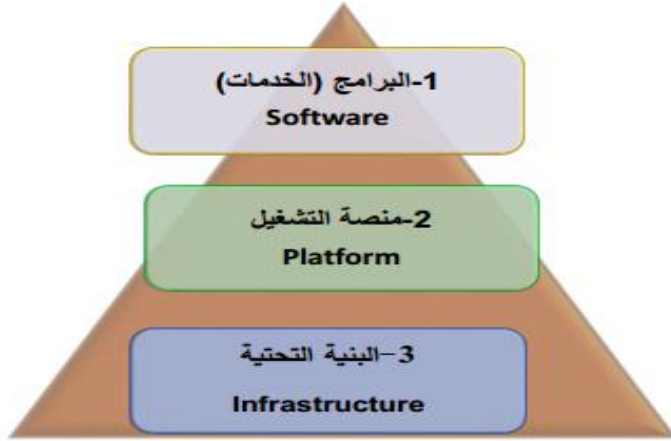 1-البرامج (الخدمات)
Software
2-منصة التشغيل
Platform
3-البنية التحتية
Infrastructure